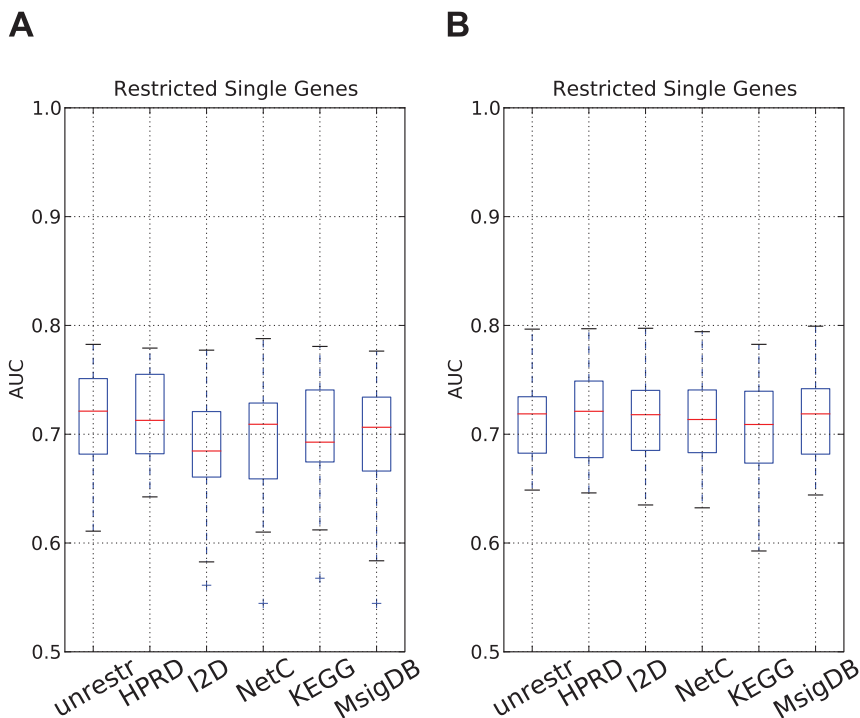 A
B
Restricted Single Genes
Restricted Single Genes
1.0
0.9
0.8
0.7
0.6
0.5
AUC
unrestr
HPRD
I2D
NetC
KEGG
MsigDB
1.0
0.9
0.8
0.7
0.6
0.5
AUC
unrestr
HPRD
I2D
NetC
KEGG
MsigDB